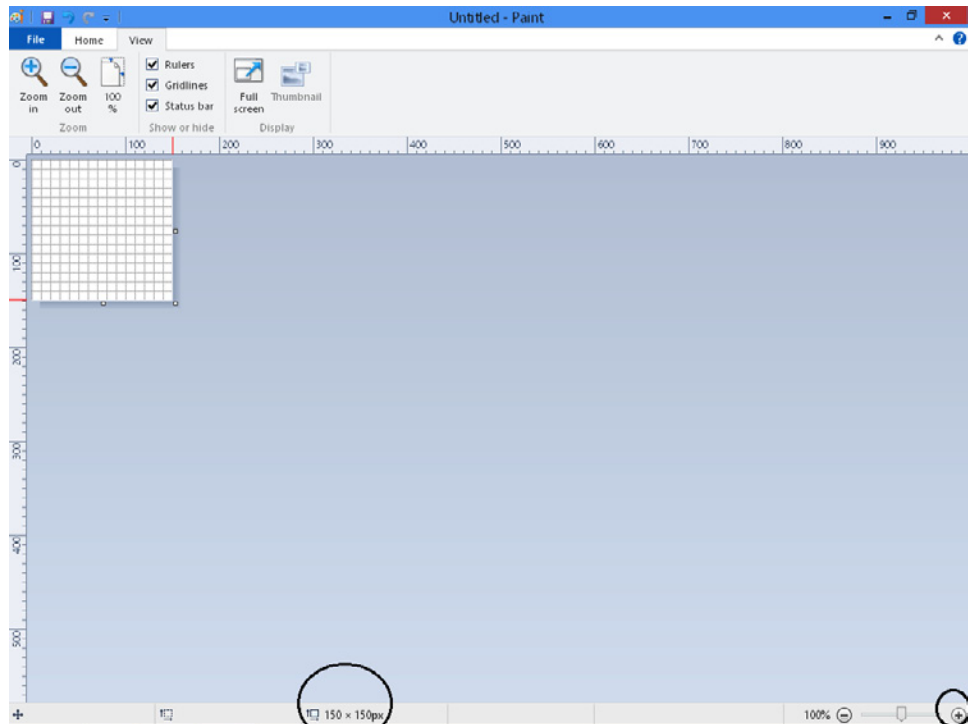 Untitled - Paint
File Home View
Zoom in
Zoom out
100 %
Rulers
Gridlines
Status bar
Full screen
Thumbnail
Zoom
Show or hide
Display
0 100 200 300 400 500 600 700 800 900
0
100
200
300
400
500
150 × 150px
100%